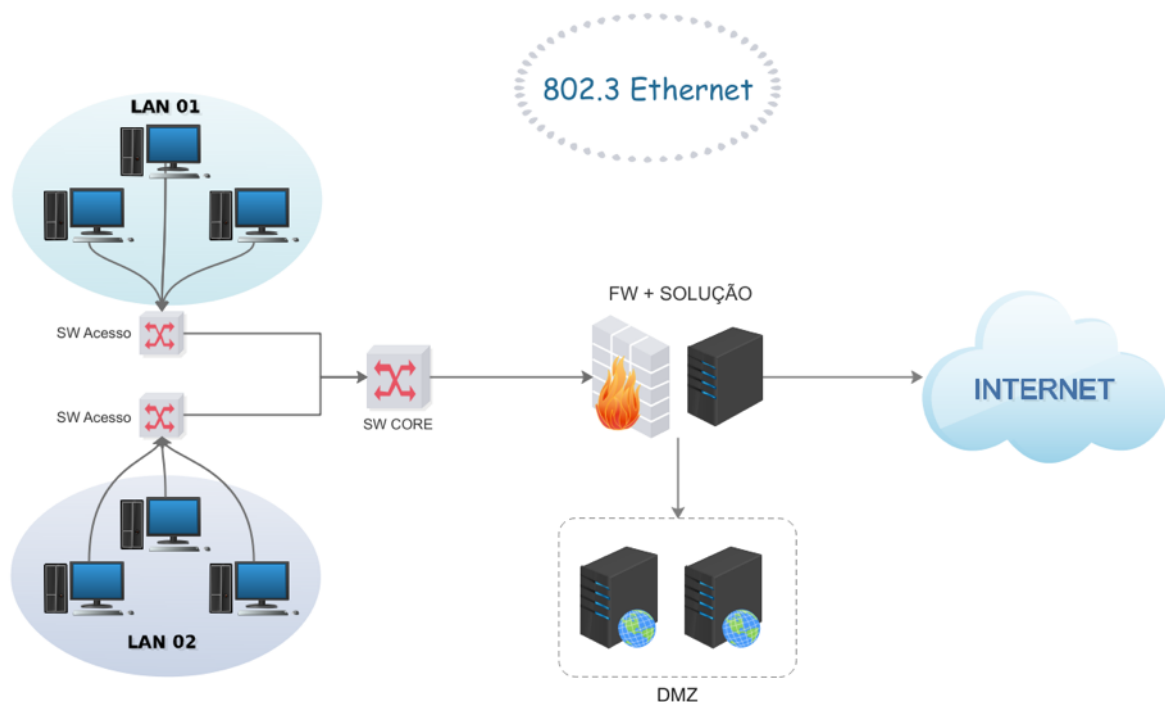 802.3 Ethernet
LAN 01
SW Acesso
SW Acesso
LAN 02
SW CORE
FW + SOLUÇÃO
INTERNET
DMZ